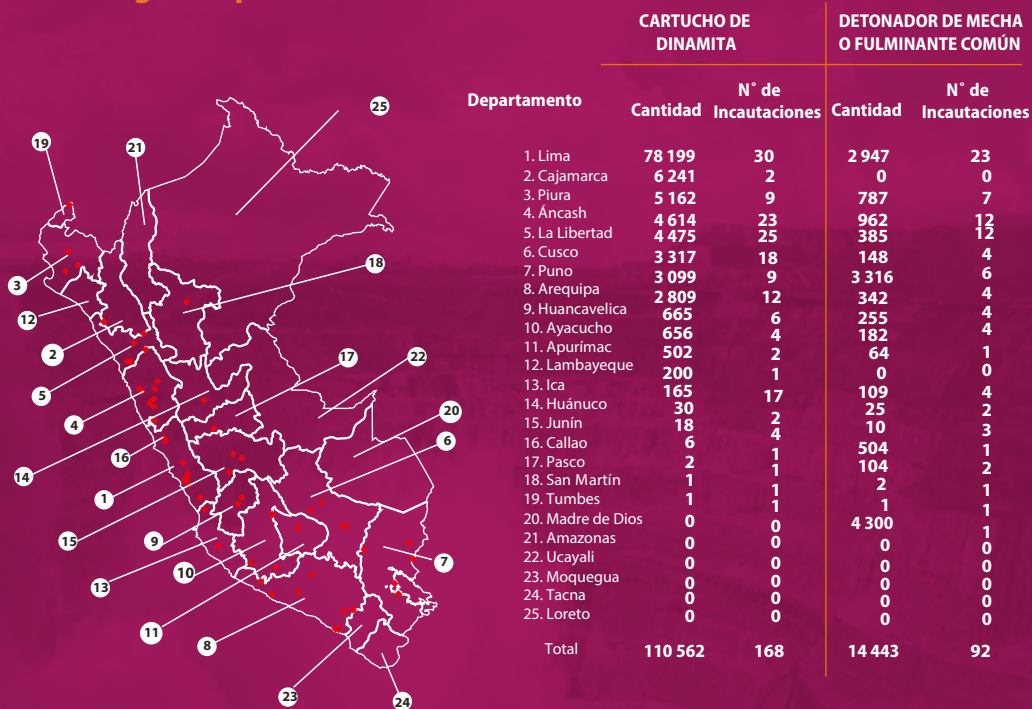 CARTUCHO DE DINAMITA
DETONADOR DE MECHA O FULMINANTE COMÚN
Departamento
Cantidad
N° de Incautaciones
Cantidad
N° de Incautaciones
1. Lima 78 199 30 2 947 23
2. Cajamarca 6 241 2 0 0
3. Piura 5 162 9 787 7
4. Áncash 4 614 23 962 12
5. La Libertad 4 475 25 385 12
6. Cusco 3 317 18 148 4
7. Puno 3 099 9 3 316 6
8. Arequipa 2 809 12 342 4
9. Huancavelica 665 6 255 4
10. Ayacucho 656 4 182 4
11. Apurímac 502 2 64 1
12. Lambayeque 200 1 0 0
13. Ica 165 17 109 4
14. Huánuco 30 2 25 2
15. Junín 18 4 10 3
16. Callao 6 1 504 1
17. Pasco 2 1 104 2
18. San Martín 1 1 2 1
19. Tumbes 1 1 1 1
20. Madre de Dios 0 0 4 300 1
21. Amazonas 0 0 0 0
22. Ucayali 0 0 0 0
23. Moquegua 0 0 0 0
24. Tacna 0 0 0 0
25. Loreto 0 0 0 0
Total 110 562 168 14 443 92
25
19
21
18
3
12
2
17
22
5
20
4
6
16
14
1
15
9
7
10
13
11
8
23
24